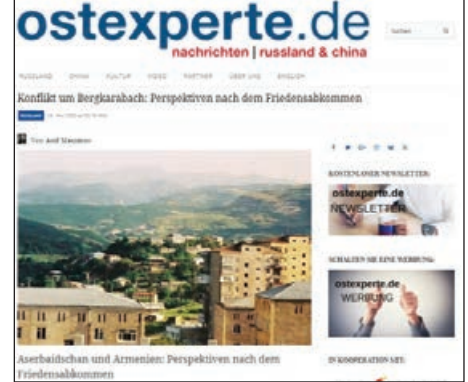 ostexperte.de
nachrichten | russland & china
Suchen
RUSSLAND CHINA KULTUR VIDEO PARTNER ÜBER UNS ENGLISH
Konflikt um Bergkarabach: Perspektiven nach dem Friedensabkommen
Von
KOSTENLOSER NEWSLETTER:
ostexperte.de
NEWSLETTER
SCHALTEN SIE EINE WERBUNG:
ostexperte.de
WERBUNG
Aserbaidschan und Armenien: Perspektiven nach dem
Friedensabkommen
IN KOOPERATION MIT: